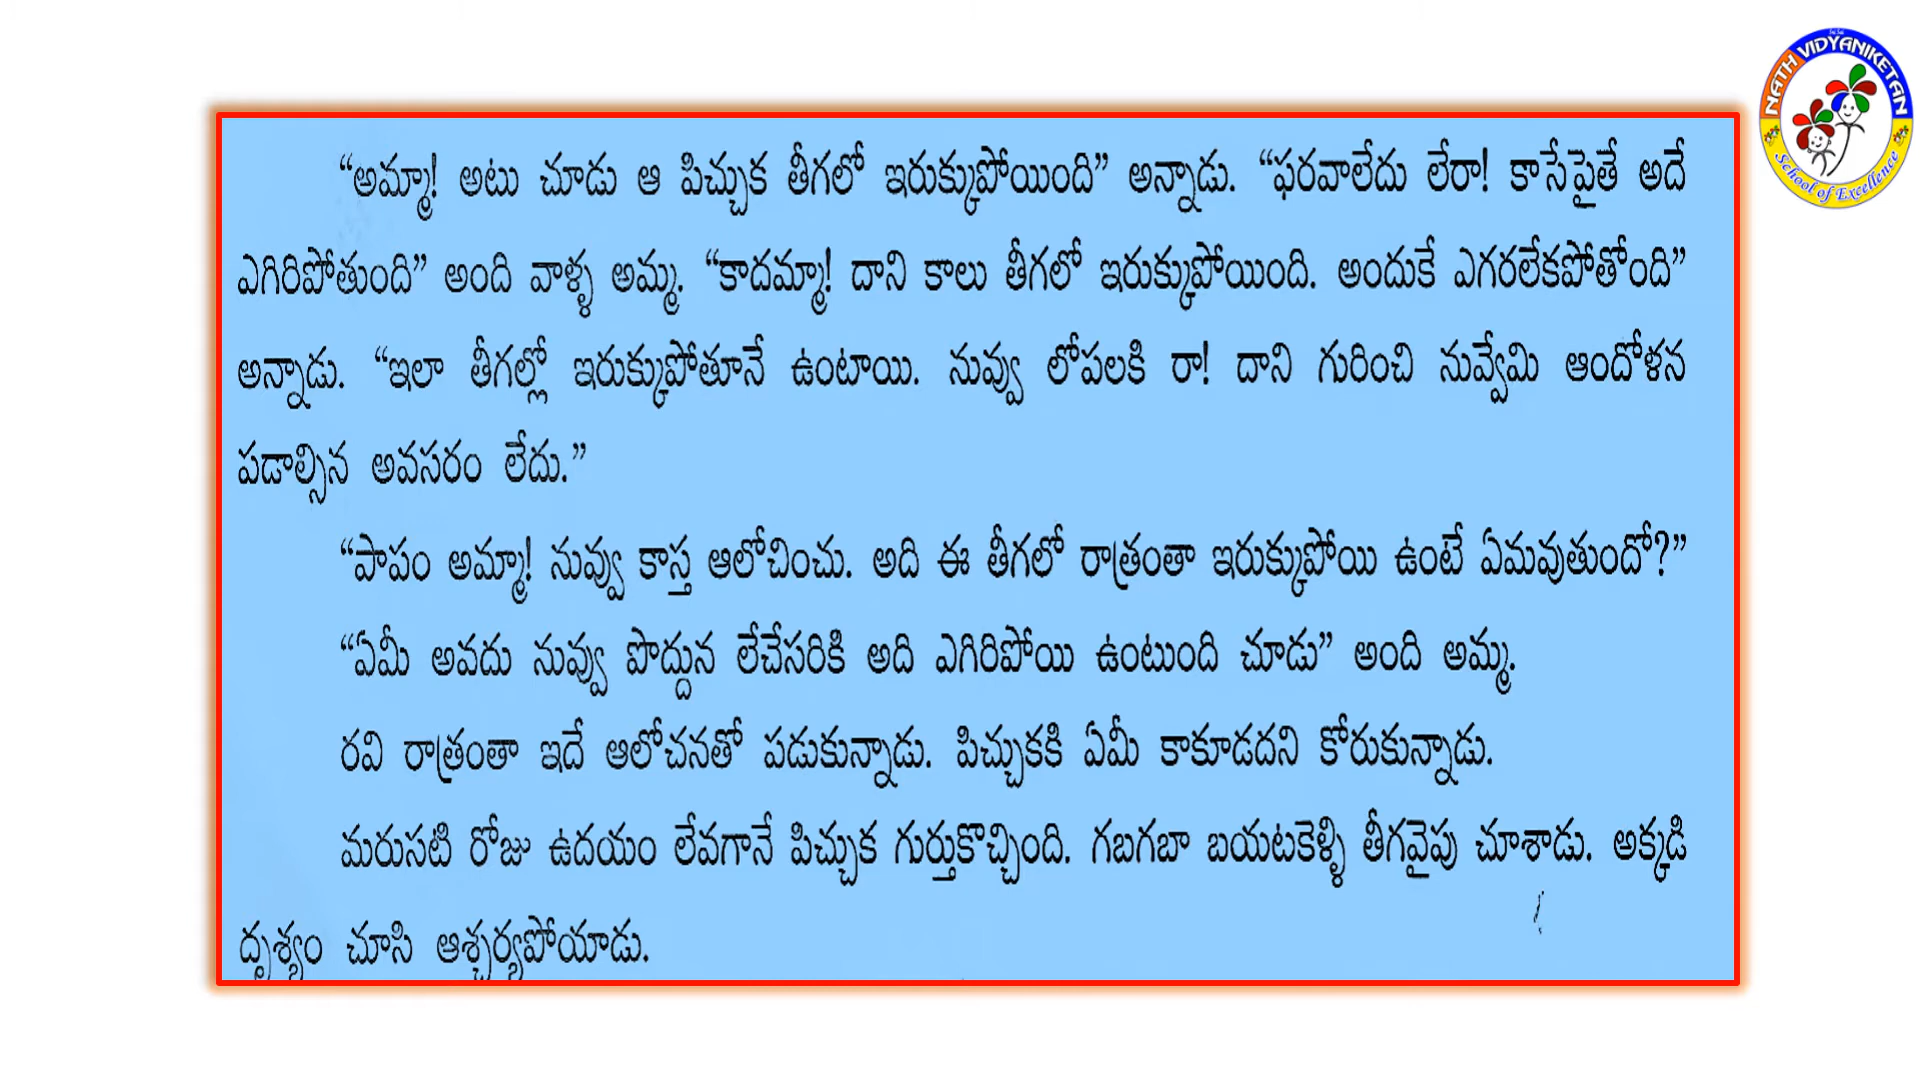 “అమ్మా! అటు చూడు ఆ పిచ్చుక తీగలో ఇరుక్కుపోయింది” అన్నాడు. “ఫరవాలేదు లేరా! కాసేపైతే అదే
ఎగిరిపోతుంది” అంది వాళ్ళ అమ్మ. “కాదమ్మా! దాని కాలు తీగలో ఇరుక్కుపోయింది. అందుకే ఎగరలేకపోతోంది”
అన్నాడు. “ఇలా తీగల్లో ఇరుక్కుపోతూనే ఉంటాయి. నువ్వు లోపలకి రా! దాని గురించి నువ్వేమి ఆందోళన
పడాల్సిన అవసరం లేదు.”
“పాపం అమ్మా! నువ్వు కాస్త ఆలోచించు. అది ఈ తీగలో రాత్రంతా ఇరుక్కుపోయి ఉంటే ఏమవుతుందో?”
“ఏమీ అవదు నువ్వు పొద్దున లేచేసరికి అది ఎగిరిపోయి ఉంటుంది చూడు” అంది అమ్మ.
రవి రాత్రంతా ఇదే ఆలోచనతో పడుకున్నాడు. పిచ్చుకకి ఏమీ కాకూడదని కోరుకున్నాడు.
మరుసటి రోజు ఉదయం లేవగానే పిచ్చుక గుర్తుకొచ్చింది. గబగబా బయటకెళ్ళి తీగవైపు చూశాడు. అక్కడి
దృశ్యం చూసి ఆశ్చర్యపోయాడు.
Sri Sai
NATH VIDYANIKETAN
School of Excellence